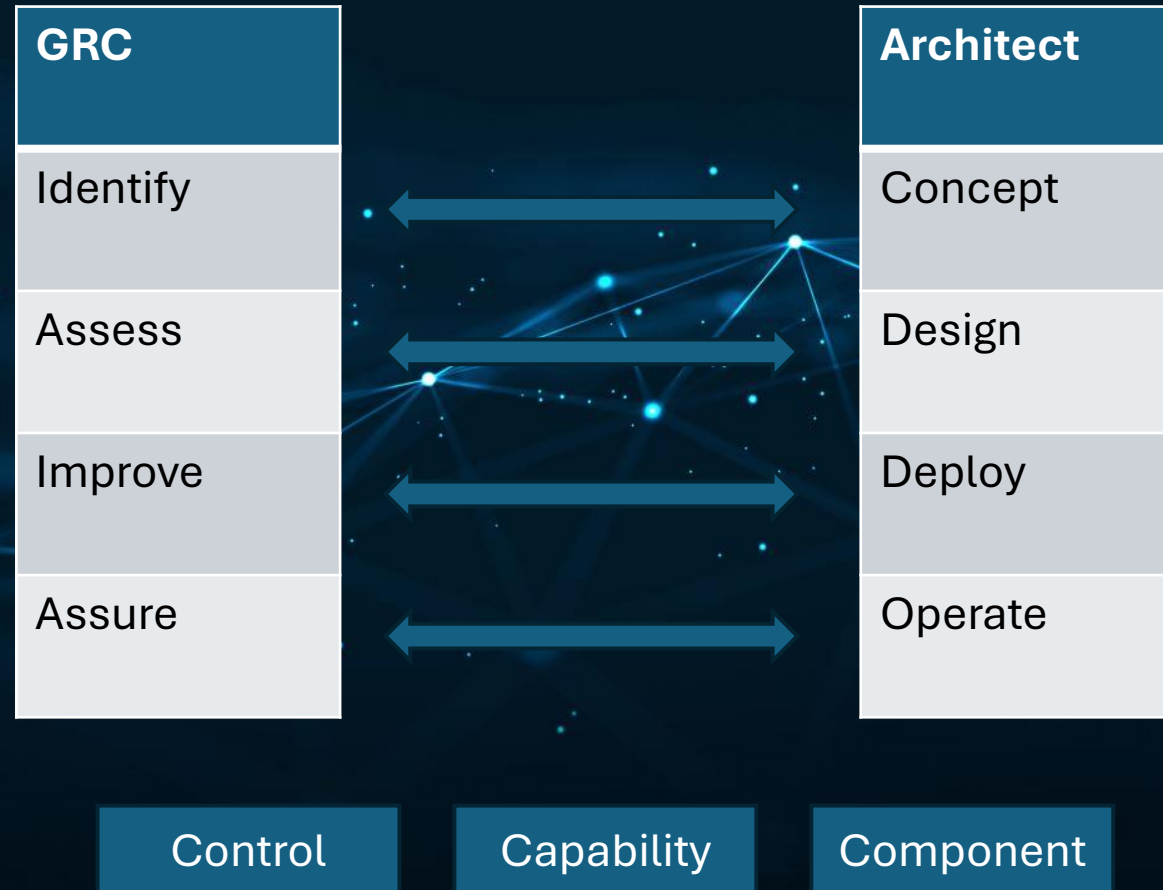 GRC
Architect
Identify
Concept
Assess
Design
Improve
Deploy
Assure
Operate
Control
Capability
Component